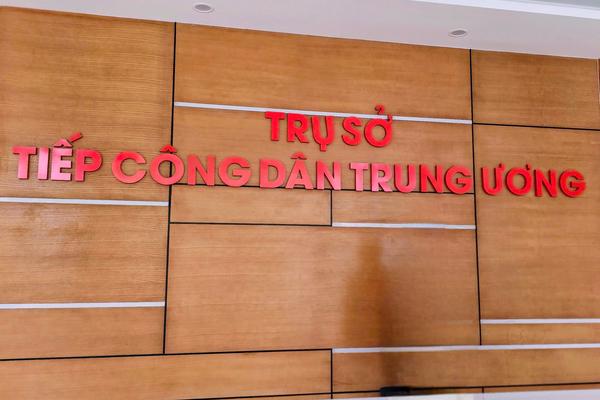 TRỤ SỞ
TIẾP CÔNG DÂN TRUNG ƯƠNG